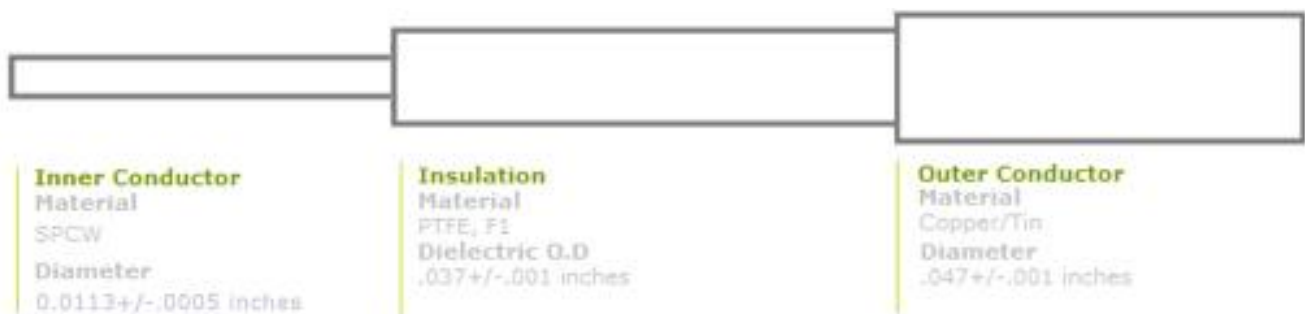 Inner Conductor
Material
SPCW
Diameter
0.0113+/-.0005 inches
Insulation
Material
PTFE, F1
Dielectric O.D
.037+/-.001 inches
Outer Conductor
Material
Copper/Tin
Diameter
.047+/-.001 inches